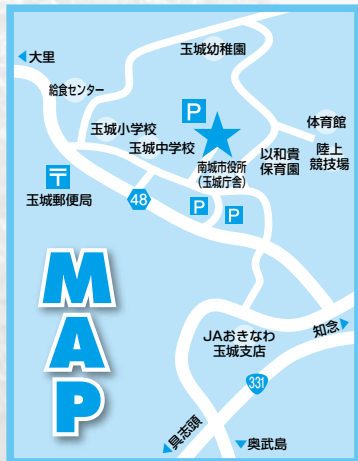 玉城幼稚園
大里
給食センター
P
体育館
玉城小学校
玉城中学校
陸上
競技場
以和貴
保育園
南城市役所
(玉城庁舎)
〒
玉城郵便局
48
P
P
MAP
知念
JAおきなわ
玉城支店
331
具志頭
奥武島